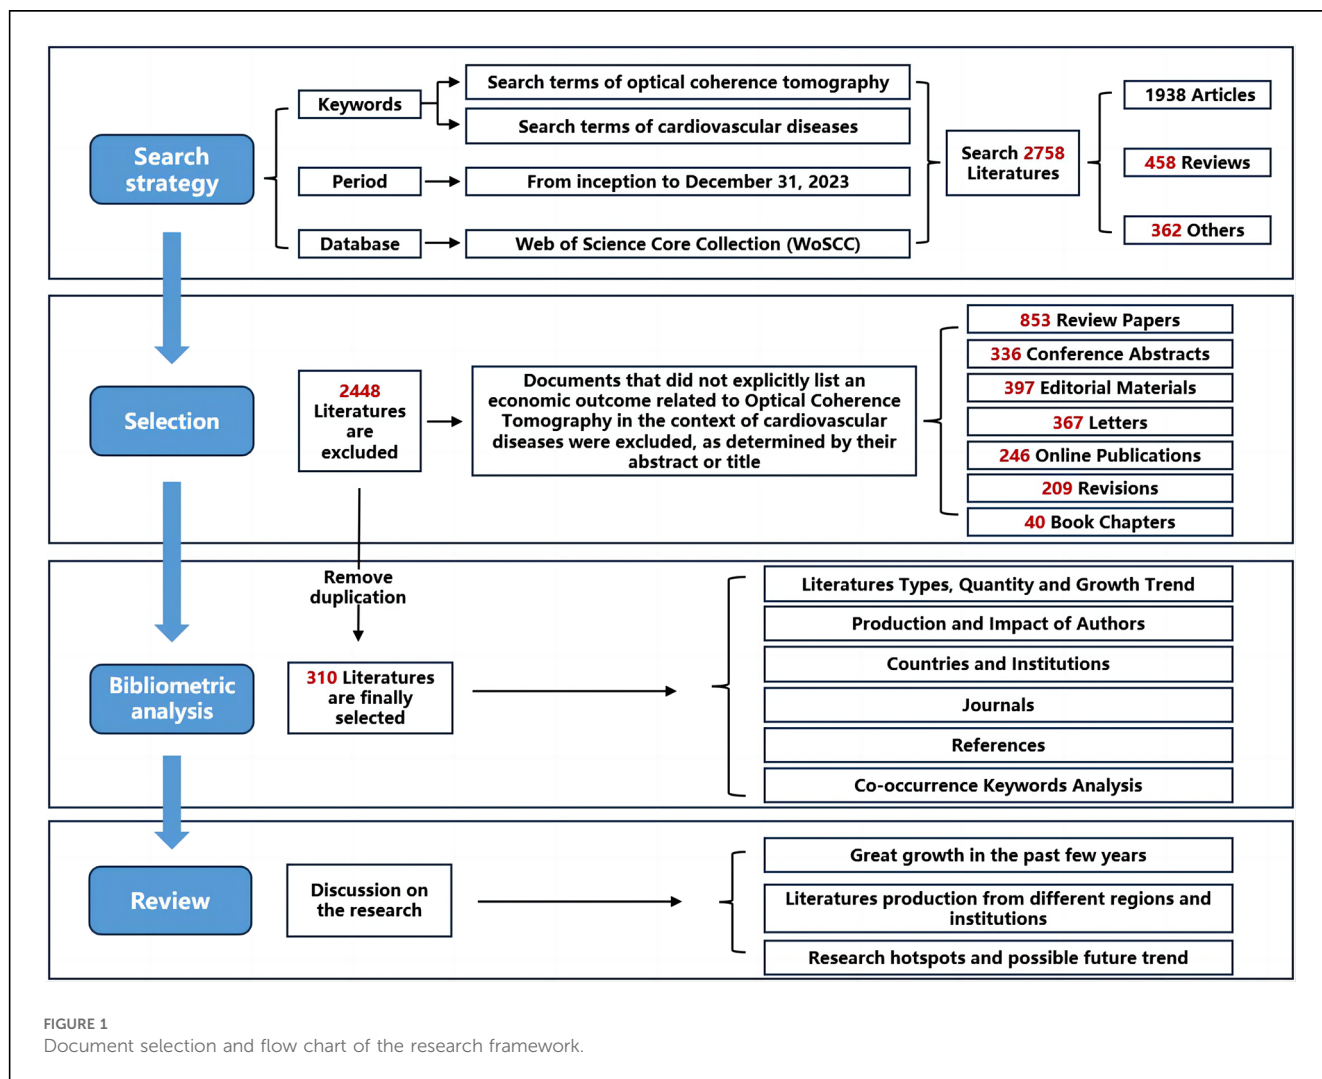 Search
strategy
Keywords
Search terms of optical coherence tomography
Search terms of cardiovascular diseases
Period
From inception to December 31, 2023
Database
Web of Science Core Collection (WoSCC)
Search 2758
Literatures
1938 Articles
458 Reviews
362 Others
Selection
2448
Literatures
are
excluded
Documents that did not explicitly list an
economic outcome related to Optical Coherence
Tomography in the context of cardiovascular
diseases were excluded, as determined by their
abstract or title
853 Review Papers
336 Conference Abstracts
397 Editorial Materials
367 Letters
246 Online Publications
209 Revisions
40 Book Chapters
Remove
duplication
Bibliometric
analysis
310 Literatures
are finally
selected
Literatures Types, Quantity and Growth Trend
Production and Impact of Authors
Countries and Institutions
Journals
References
Co-occurrence Keywords Analysis
Review
Discussion on
the research
Great growth in the past few years
Literatures production from different regions and
institutions
Research hotspots and possible future trend
FIGURE 1
Document selection and flow chart of the research framework.